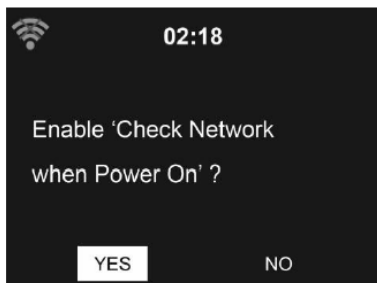 02:18
Enable ‘Check Network
when Power On’ ?
YES NO